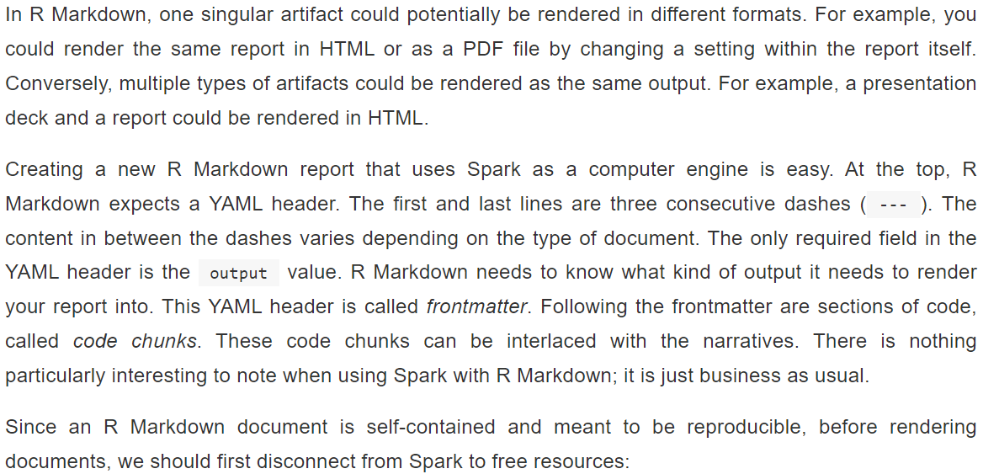 In R Markdown, one singular artifact could potentially be rendered in different formats. For example, you
could render the same report in HTML or as a PDF file by changing a setting within the report itself.
Conversely, multiple types of artifacts could be rendered as the same output. For example, a presentation
deck and a report could be rendered in HTML.
Creating a new R Markdown report that uses Spark as a computer engine is easy. At the top, R
Markdown expects a YAML header. The first and last lines are three consecutive dashes ( --- ). The
content in between the dashes varies depending on the type of document. The only required field in the
YAML header is the output value. R Markdown needs to know what kind of output it needs to render
your report into. This YAML header is called frontmatter. Following the frontmatter are sections of code,
called code chunks. These code chunks can be interlaced with the narratives. There is nothing
particularly interesting to note when using Spark with R Markdown; it is just business as usual.
Since an R Markdown document is self-contained and meant to be reproducible, before rendering
documents, we should first disconnect from Spark to free resources: